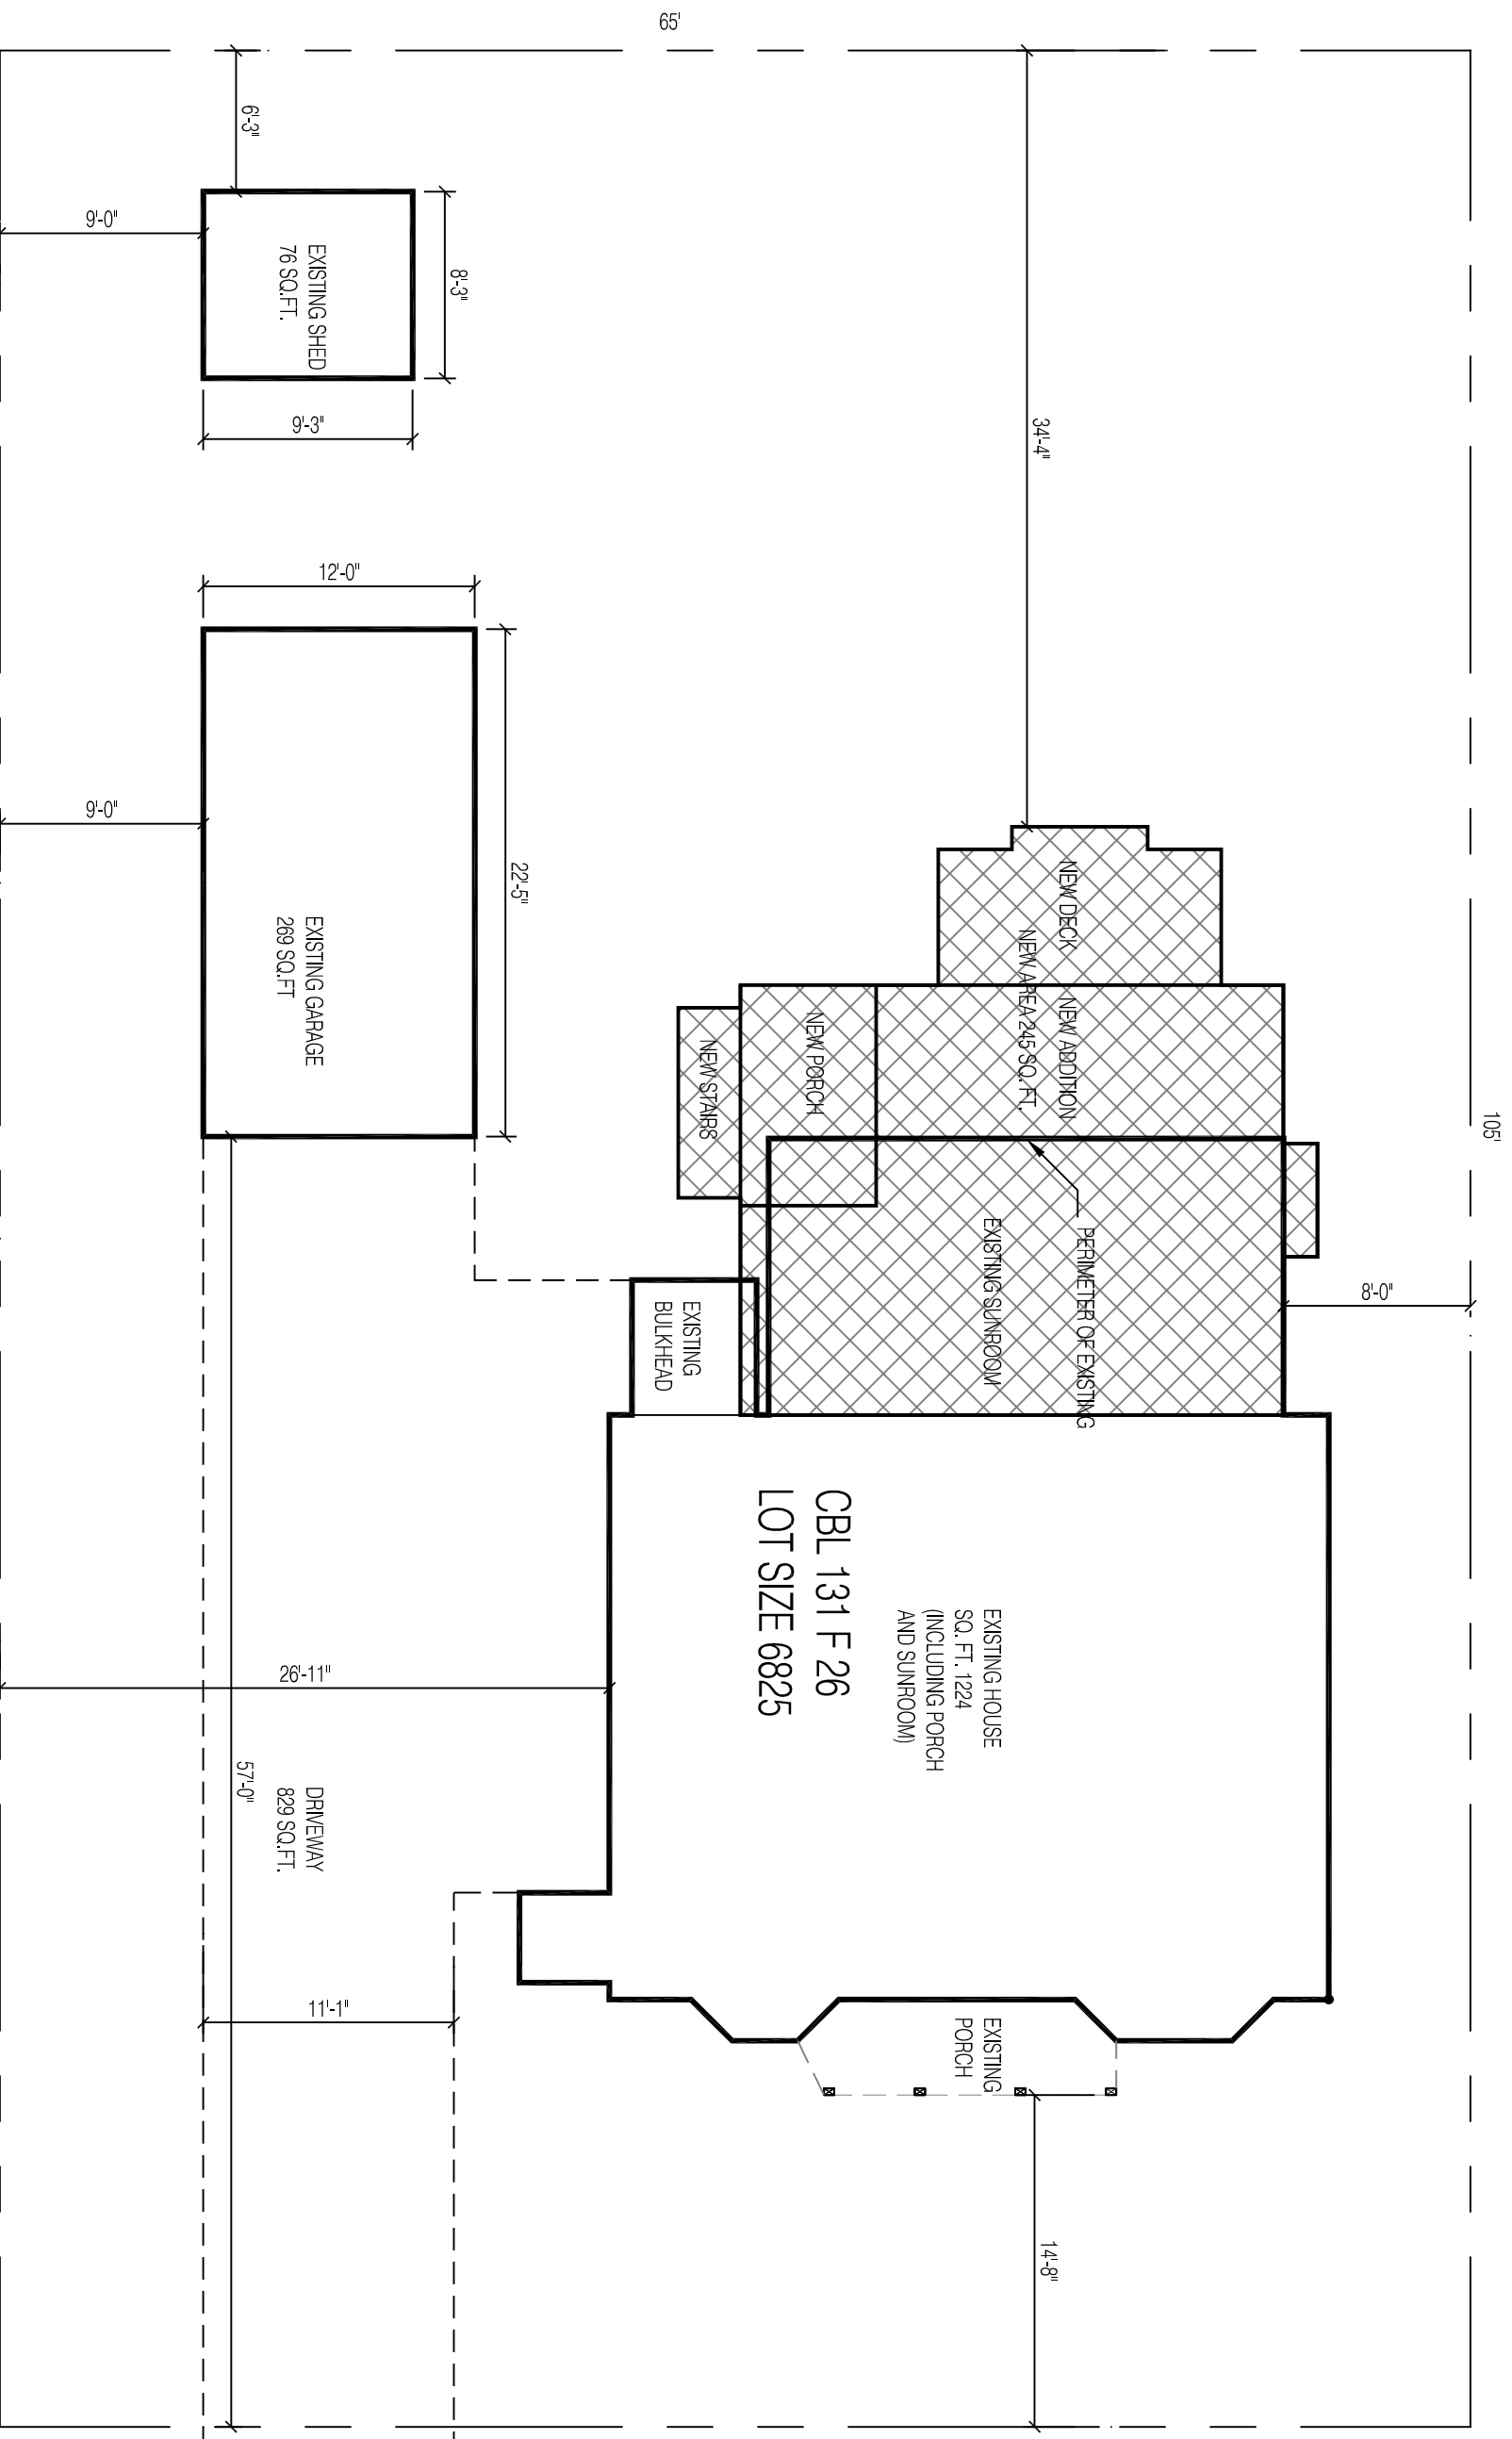 65'
105'
6'-3"
9'-0"
8'-3"
9'-3"
EXISTING SHED
76 SQ.FT.
34'-4"
12'-0"
22'-5"
9'-0"
EXISTING GARAGE
269 SQ.FT
NEW DECK
NEW ADDITION
NEW AREA 245 SQ. FT.
NEW PORCH
NEW STAIRS
PERIMETER OF EXISTING
EXISTING SUNROOM
8'-0"
EXISTING
BULKHEAD
CBL 131 F 26
LOT SIZE 6825
EXISTING HOUSE
SQ. FT. 1224
(INCLUDING PORCH
AND SUNROOM)
26'-11"
57'-0"
DRIVEWAY
829 SQ.FT.
11'-1"
EXISTING
PORCH
14'-8"